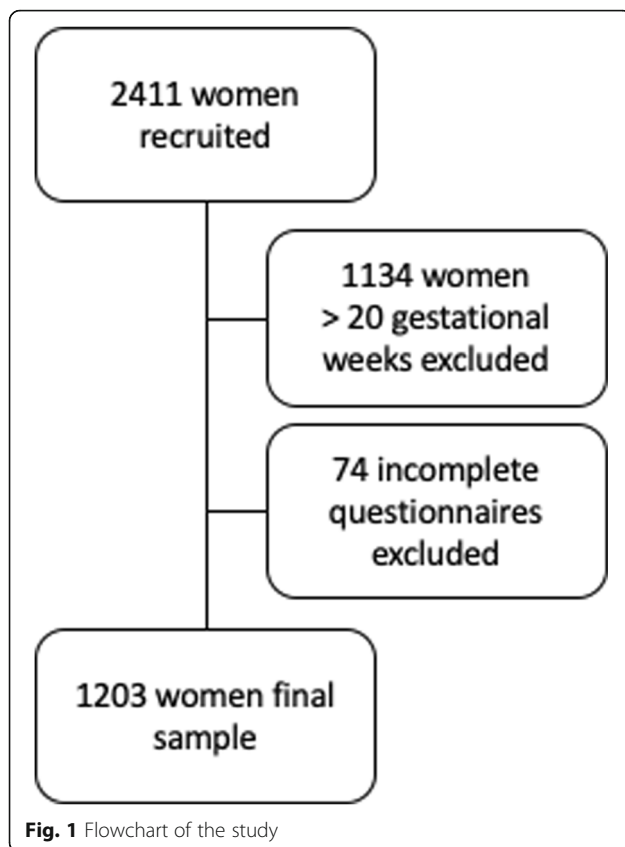 2411 women
recruited
1134 women
> 20 gestational
weeks excluded
74 incomplete
questionnaires
excluded
1203 women final
sample
Fig. 1 Flowchart of the study